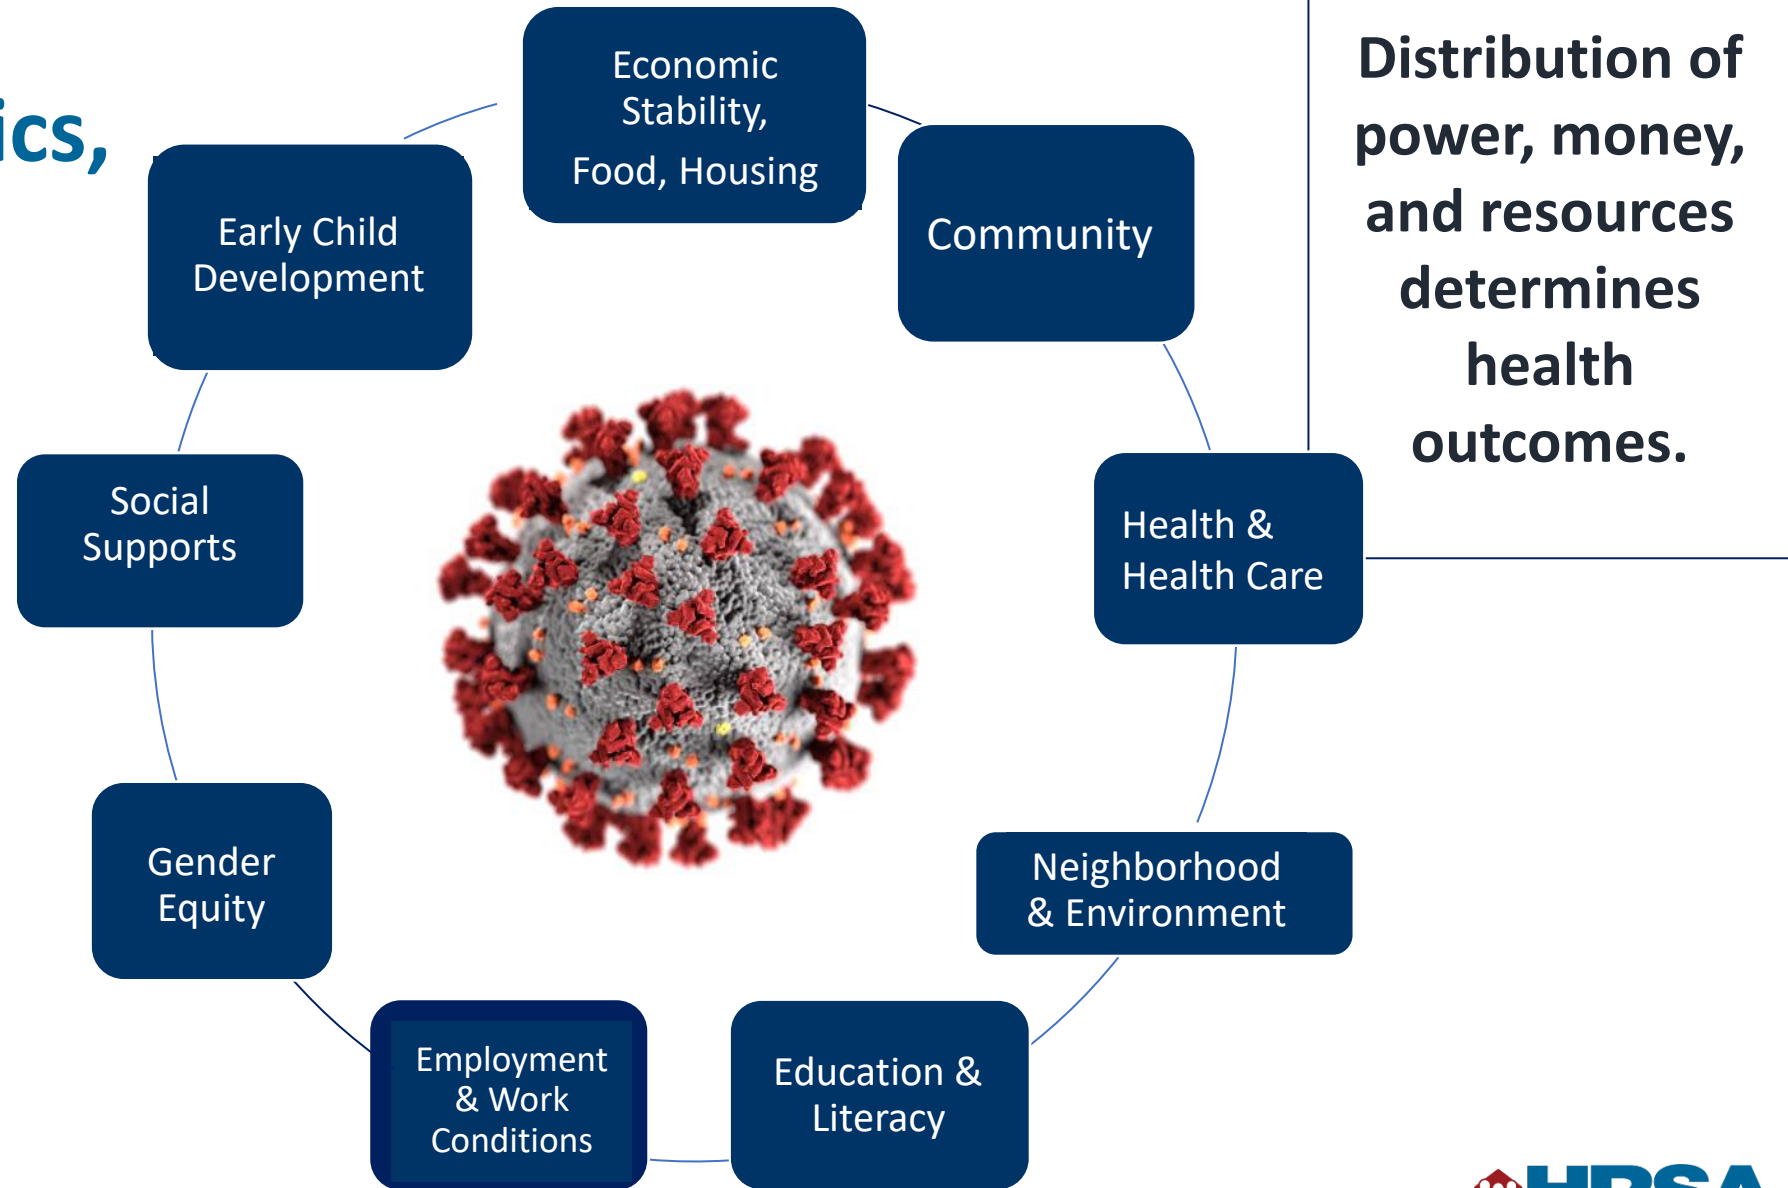 ics,
Economic
Stability,
Food, Housing
Community
Health &
Health Care
Neighborhood
& Environment
Education &
Literacy
Employment
& Work
Conditions
Gender
Equity
Social
Supports
Early Child
Development
Distribution of
power, money,
and resources
determines
health
outcomes.
HRSA